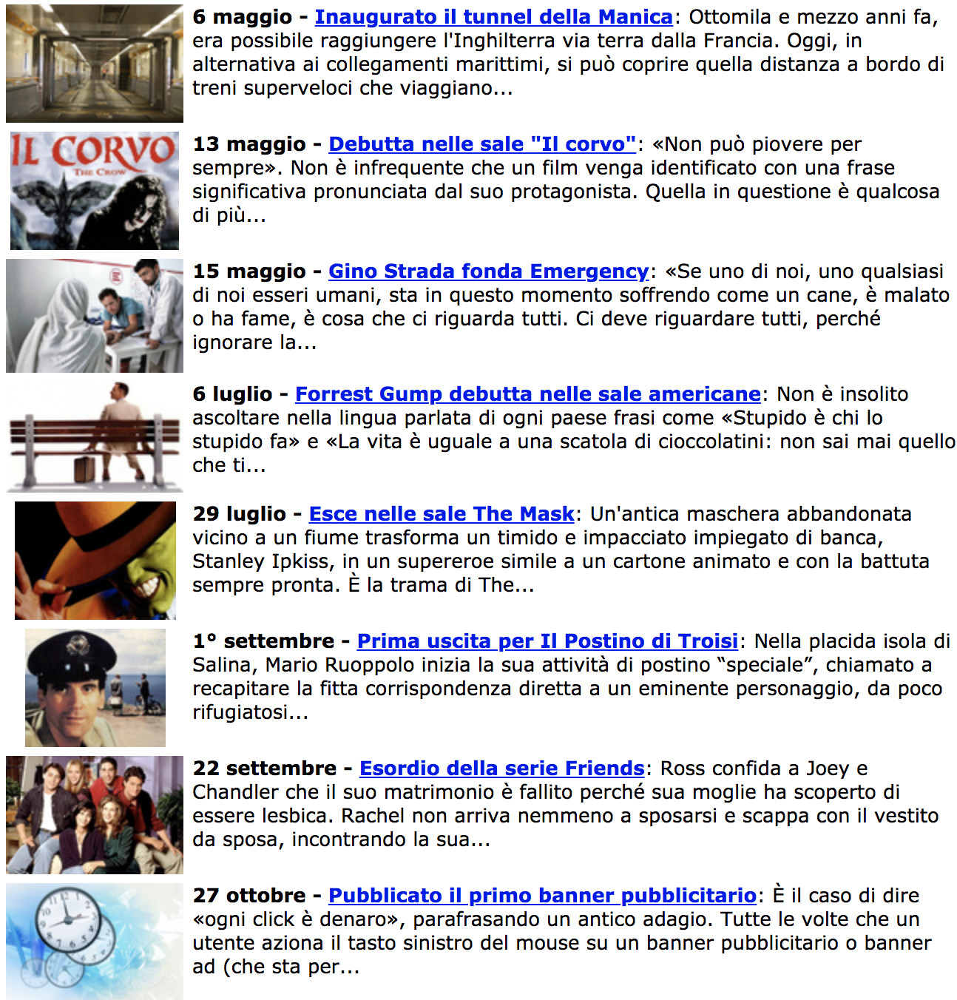 6 maggio - Inaugurato il tunnel della Manica: Ottomila e mezzo anni fa,
era possibile raggiungere l'Inghilterra via terra dalla Francia. Oggi, in
alternativa ai collegamenti marittimi, si può coprire quella distanza a bordo di
treni superveloci che viaggiano...
IL CORVO
THE CROW
13 maggio - Debutta nelle sale "Il corvo": «Non può piovere per
sempre». Non è infrequente che un film venga identificato con una frase
significativa pronunciata dal suo protagonista. Quella in questione è qualcosa
di più...
15 maggio - Gino Strada fonda Emergency: «Se uno di noi, uno qualsiasi
di noi esseri umani, sta in questo momento soffrendo come un cane, è malato
o ha fame, è cosa che ci riguarda tutti. Ci deve riguardare tutti, perché
ignorare la...
6 luglio - Forrest Gump debutta nelle sale americane: Non è insolito
ascoltare nella lingua parlata di ogni paese frasi come «Stupido è chi lo
stupido fa» e «La vita è uguale a una scatola di cioccolatini: non sai mai quello
che ti...
29 luglio - Esce nelle sale The Mask: Un'antica maschera abbandonata
vicino a un fiume trasforma un timido e impacciato impiegato di banca,
Stanley Ipkiss, in un supereroe simile a un cartone animato e con la battuta
sempre pronta. È la trama di The...
1° settembre - Prima uscita per Il Postino di Troisi: Nella placida isola di
Salina, Mario Ruoppolo inizia la sua attività di postino “speciale”, chiamato a
recapitare la fitta corrispondenza diretta a un eminente personaggio, da poco
rifugiatosi...
22 settembre - Esordio della serie Friends: Ross confida a Joey e
Chandler che il suo matrimonio è fallito perché sua moglie ha scoperto di
essere lesbica. Rachel non arriva nemmeno a sposarsi e scappa con il vestito
da sposa, incontrando la sua...
27 ottobre - Pubblicato il primo banner pubblicitario: È il caso di dire
«ogni click è denaro», parafrasando un antico adagio. Tutte le volte che un
utente aziona il tasto sinistro del mouse su un banner pubblicitario o banner
ad (che sta per...